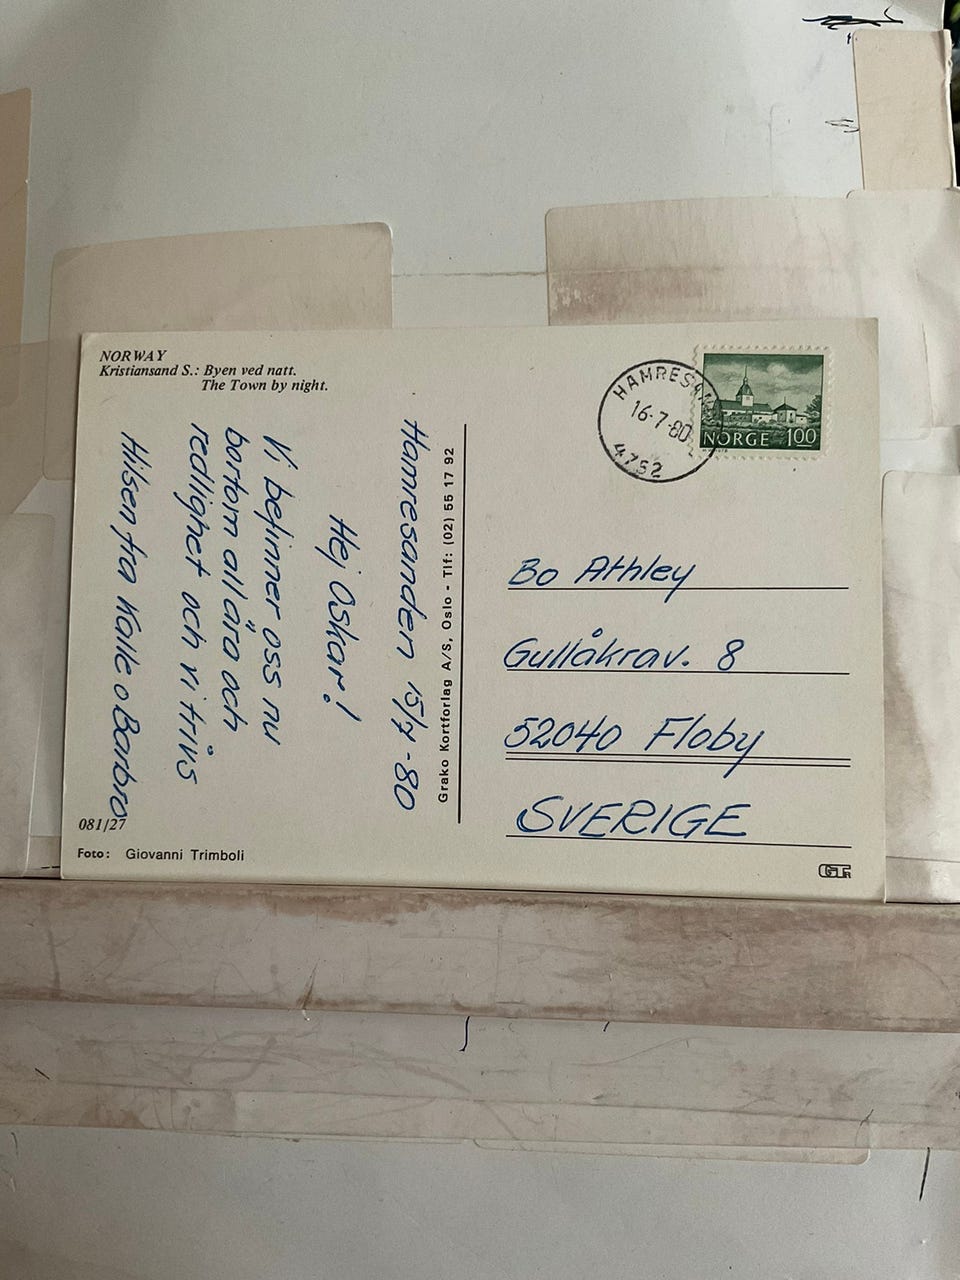 NORWAY
Kristiansand S.: Byen ved natt.
The Town by night.
Hamresanden 15/7-80
Hej Oskar!
Vi befinner oss nu
bortom all ära och
redlighet och vi trivs
Hilsen fra Kalle o Barbro
081/27
Foto: Giovanni Trimboli
Grako Kortforlag A/S, Oslo - Tlf: (02) 55 17 92
HAMRESANDEN
16-7-80
4752
NORGE 100
Bo Athley
Gullåkrav. 8
52040 Floby
SVERIGE